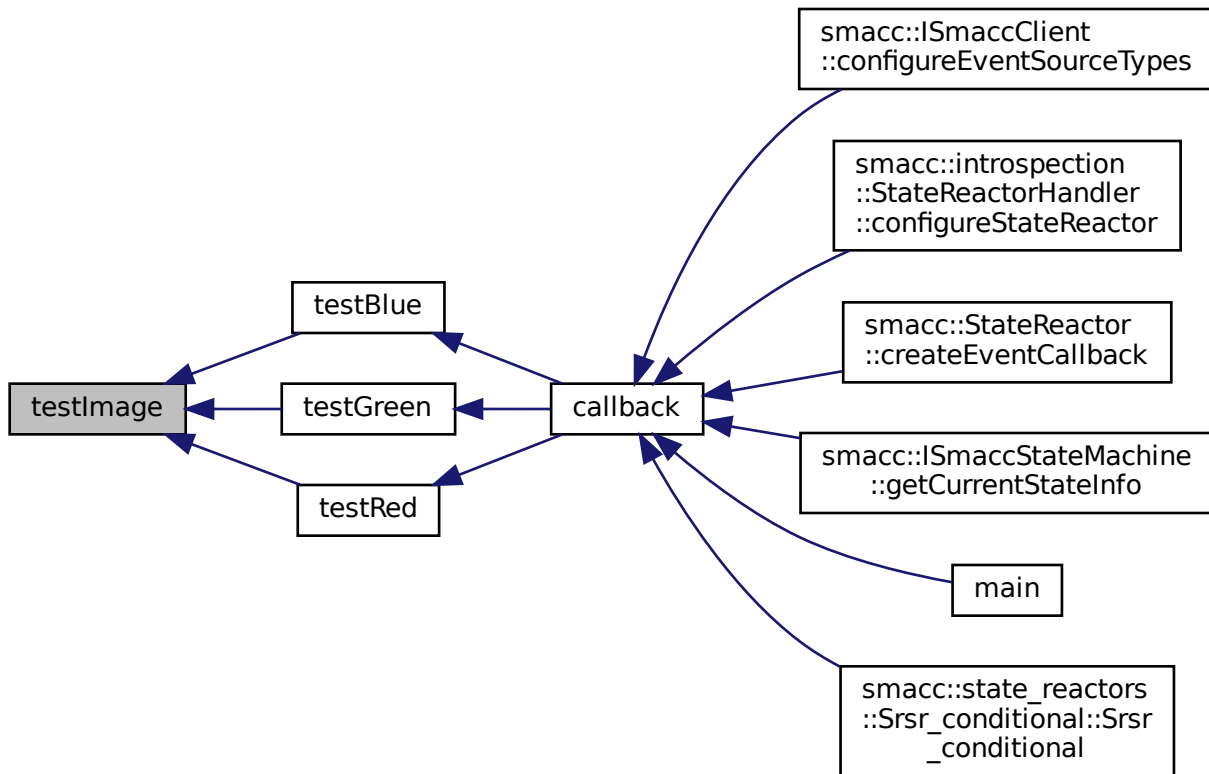 smacc::ISmaccClient
::configureEventSourceTypes
smacc::introspection
::StateReactorHandler
::configureStateReactor
testBlue
smacc::StateReactor
::createEventCallback
testImage
testGreen
callback
smacc::ISmaccStateMachine
::getCurrentStateInfo
testRed
main
smacc::state_reactors
::Srsr_conditional::Srsr
_conditional